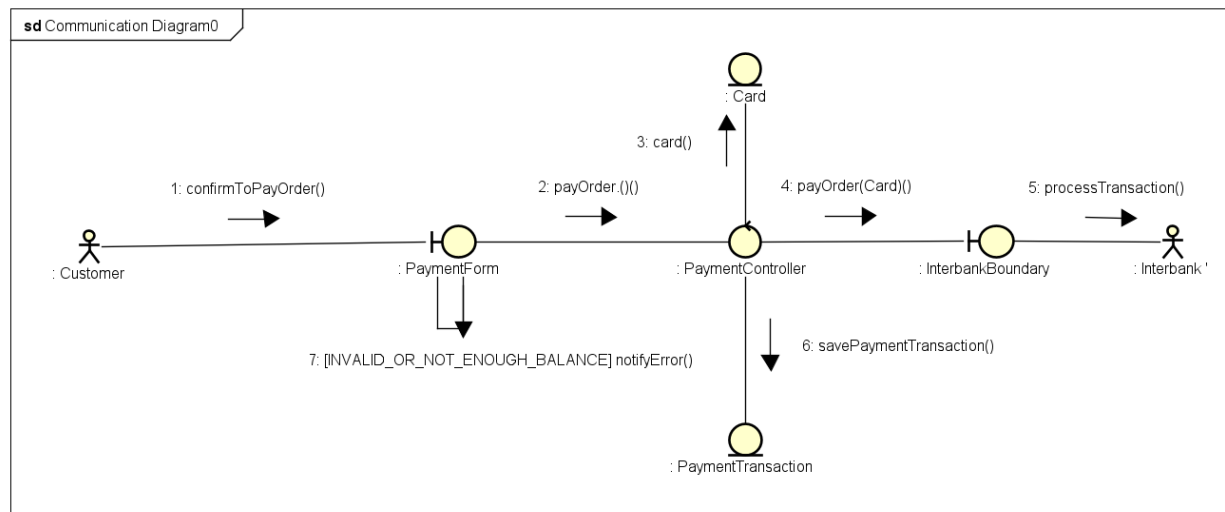 sd Communication Diagram0
: Card
3: card()
1: confirmToPayOrder()
2: payOrder.()()
4: payOrder(Card)()
5: processTransaction()
: Customer
: PaymentForm
: PaymentController
: InterbankBoundary
: Interbank '
6: savePaymentTransaction()
7: [INVALID_OR_NOT_ENOUGH_BALANCE] notifyError()
: PaymentTransaction